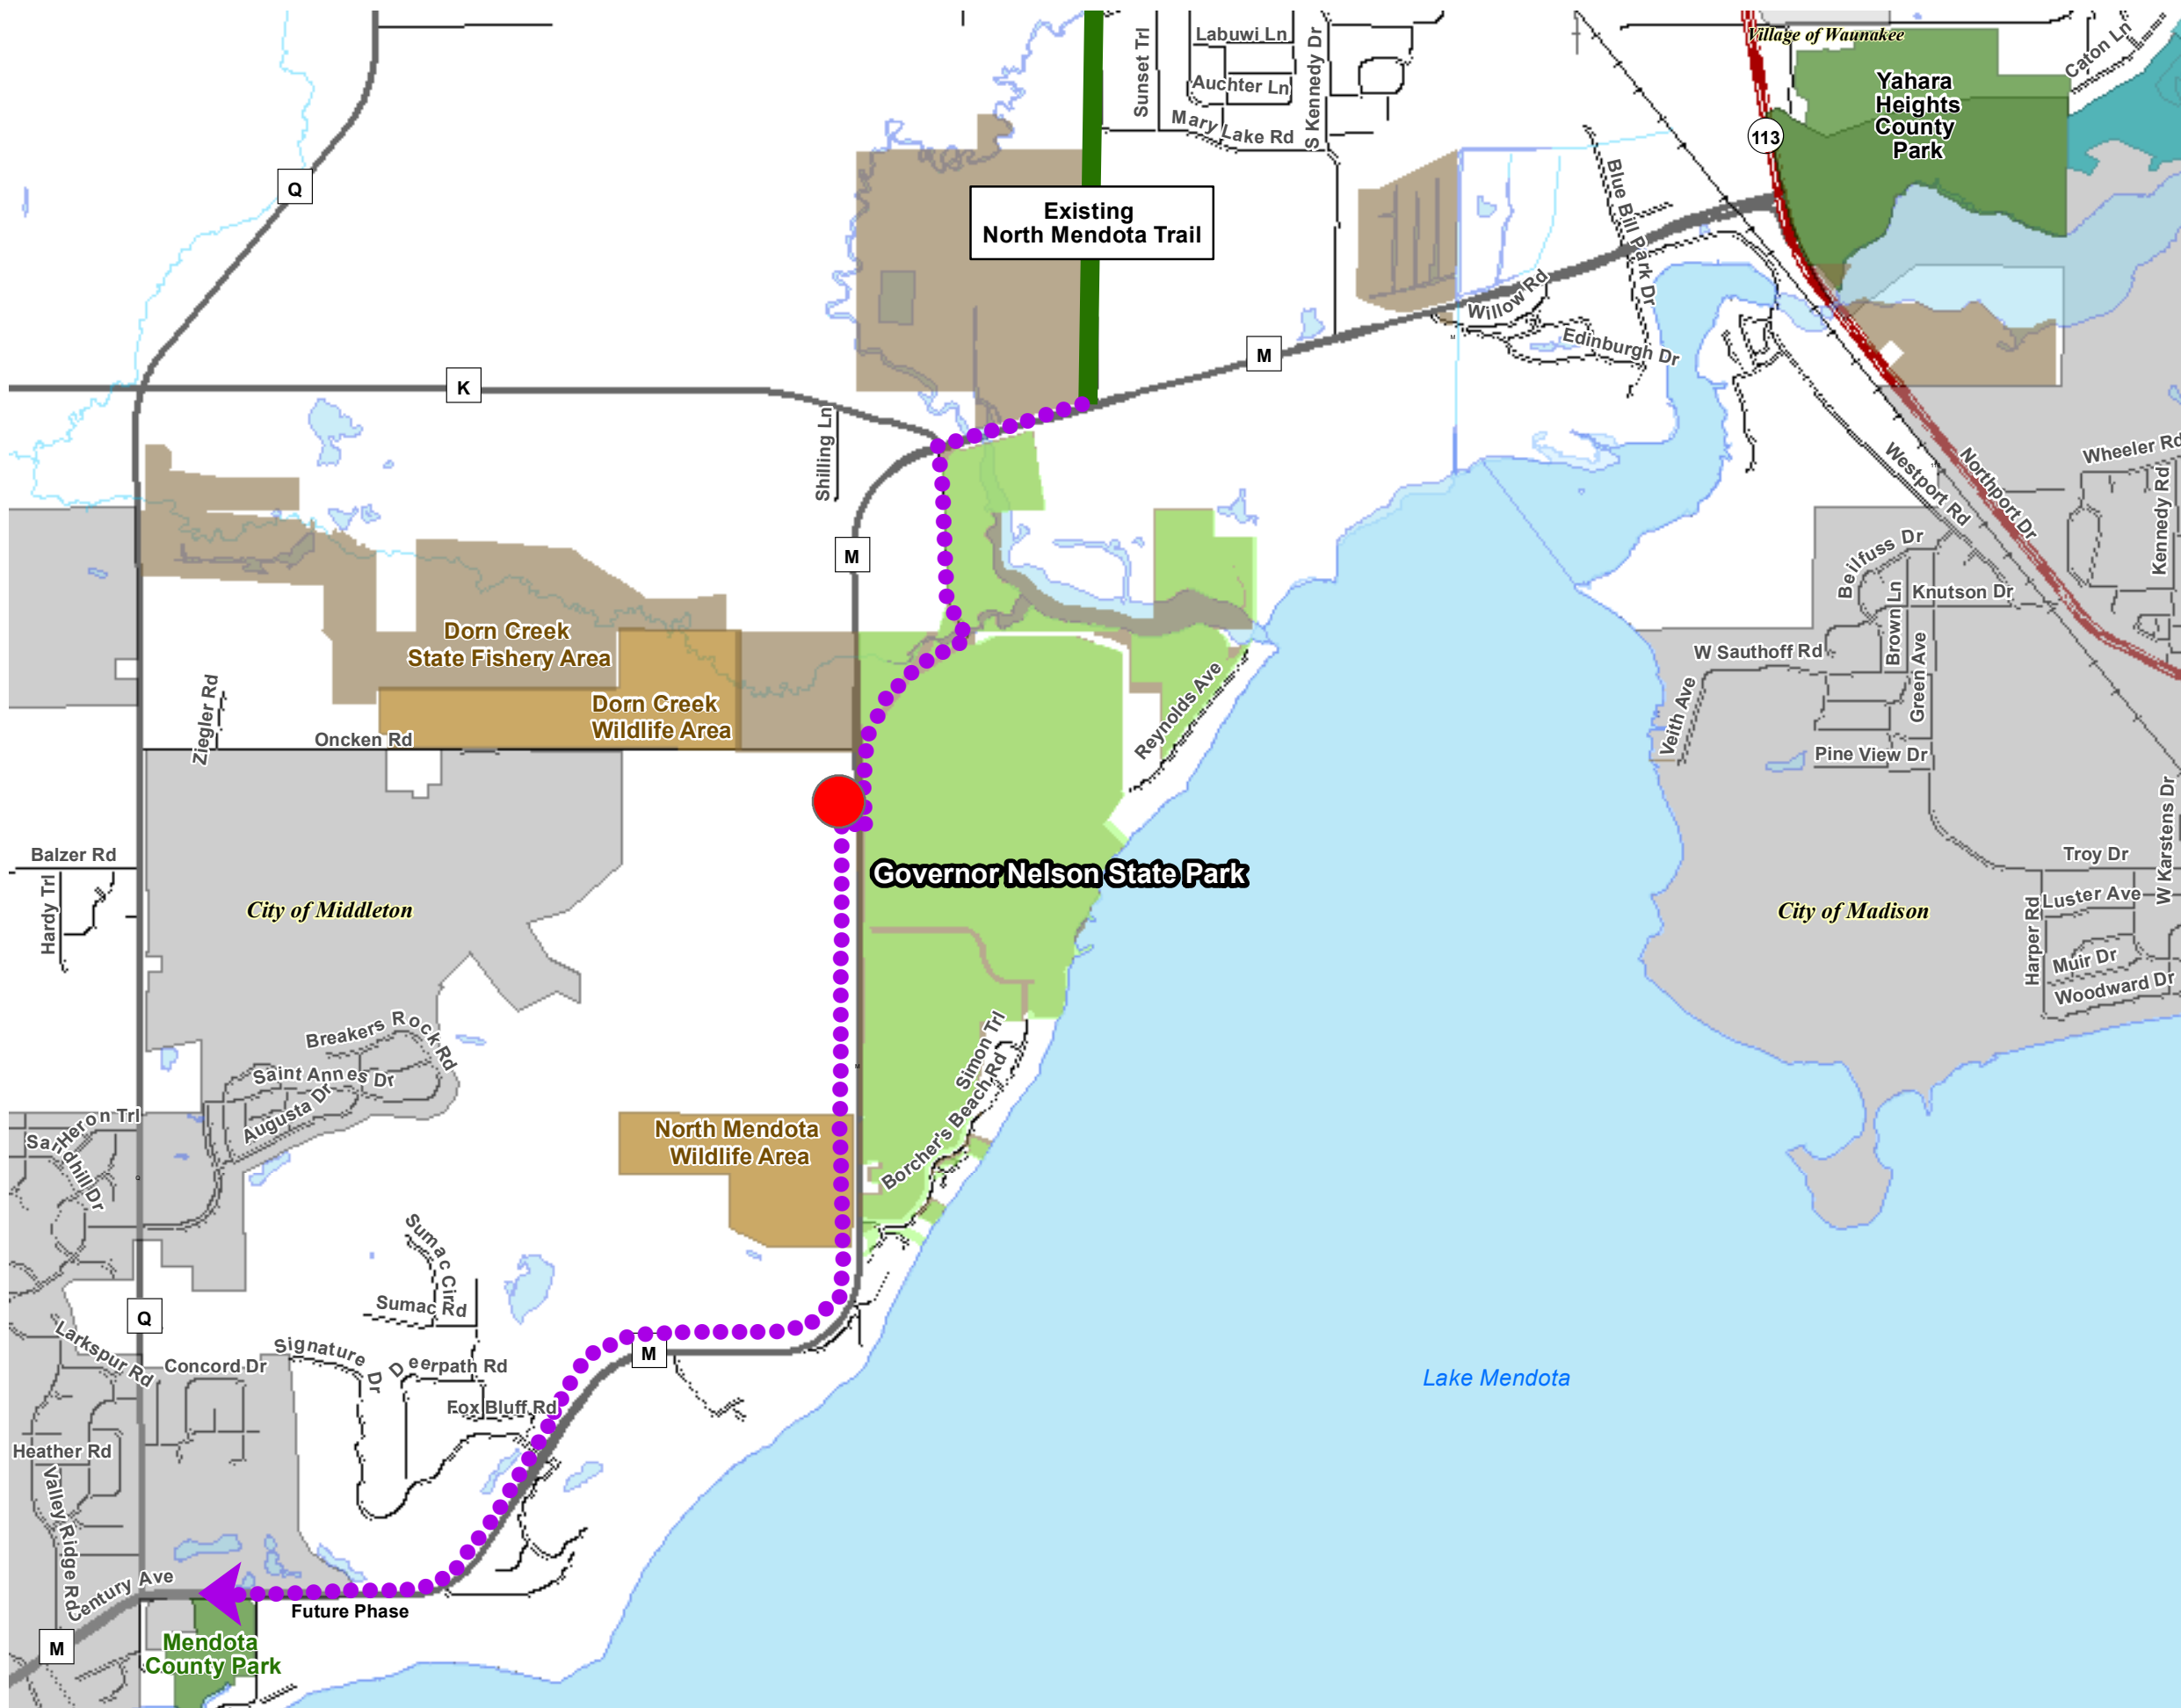 Village of Waunakee
Labuwi Ln
Sunset Trl
S Kennedy Dr
Auchter Ln
Mary Lake Rd
Caton Ln
Yahara
Heights
County
Park
113
Q
Existing
North Mendota Trail
Blue Bill Park Dr
Willow Rd
Edinburgh Dr
M
K
Shilling Ln
M
Westport Rd
Northport Dr
Wheeler Rd
Kennedy Rd
Beilfuss Dr
Knutson Dr
Brown Ln
Green Ave
W Sauthoff Rd
Veith Ave
Pine View Dr
Dorn Creek
State Fishery Area
Dorn Creek
Wildlife Area
Ziegler Rd
Oncken Rd
Reynolds Ave
W Karstens Dr
Troy Dr
Luster Ave
Harper Rd
Muir Dr
Woodward Dr
Balzer Rd
Hardy Trl
City of Middleton
Governor Nelson State Park
City of Madison
Breakers Rock Rd
Saint Annes Dr
Augusta Dr
Simon Trl
Borcher's Beach Rd
Heron Trl
Sandhill Dr
North Mendota
Wildlife Area
Sumac Cir
Sumac Rd
Q
Larkspur Rd
Concord Dr
Signature Dr
Deerpath Rd
M
Fox Bluff Rd
Lake Mendota
Heather Rd
Valley Ridge Rd
Century Ave
Future Phase
M
Mendota
County Park